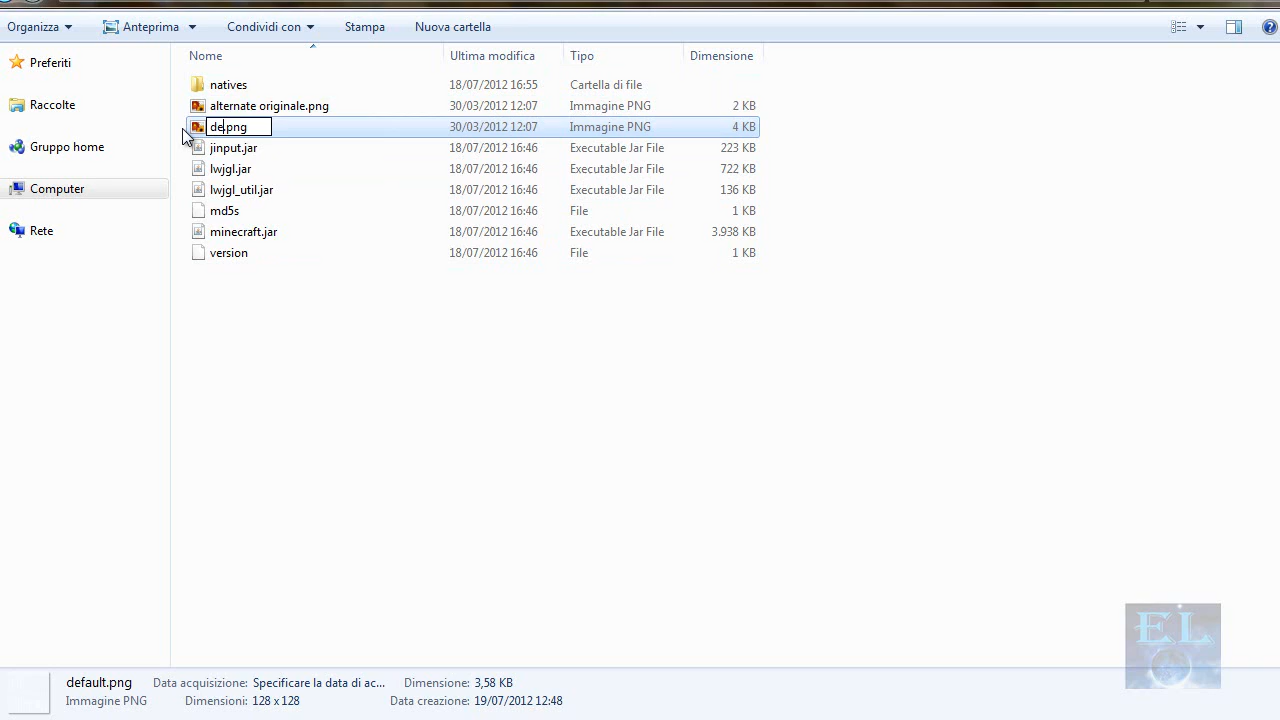 Organizza Anteprima Condividi con Stampa Nuova cartella
Nome Ultima modifica Tipo Dimensione
Preferiti
Raccolte
Gruppo home
Computer
Rete
natives 18/07/2012 16:55 Cartella di file
alternate originale.png 30/03/2012 12:07 Immagine PNG 2 KB
de.png 30/03/2012 12:07 Immagine PNG 4 KB
jinput.jar 18/07/2012 16:46 Executable Jar File 223 KB
lwjgl.jar 18/07/2012 16:46 Executable Jar File 722 KB
lwjgl_util.jar 18/07/2012 16:46 Executable Jar File 136 KB
md5s 18/07/2012 16:46 File 1 KB
minecraft.jar 18/07/2012 16:46 Executable Jar File 3.938 KB
version 18/07/2012 16:46 File 1 KB
EL
default.png Data acquisizione: Specificare la data di ac... Dimensione: 3,58 KB
Immagine PNG Dimensioni: 128 x 128 Data creazione: 19/07/2012 12:48